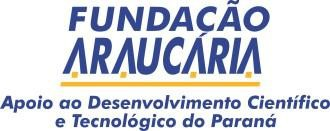 FUNDAÇÃO
ARAUCÁRIA
Apoio ao Desenvolvimento Científico
e Tecnológico do Paraná